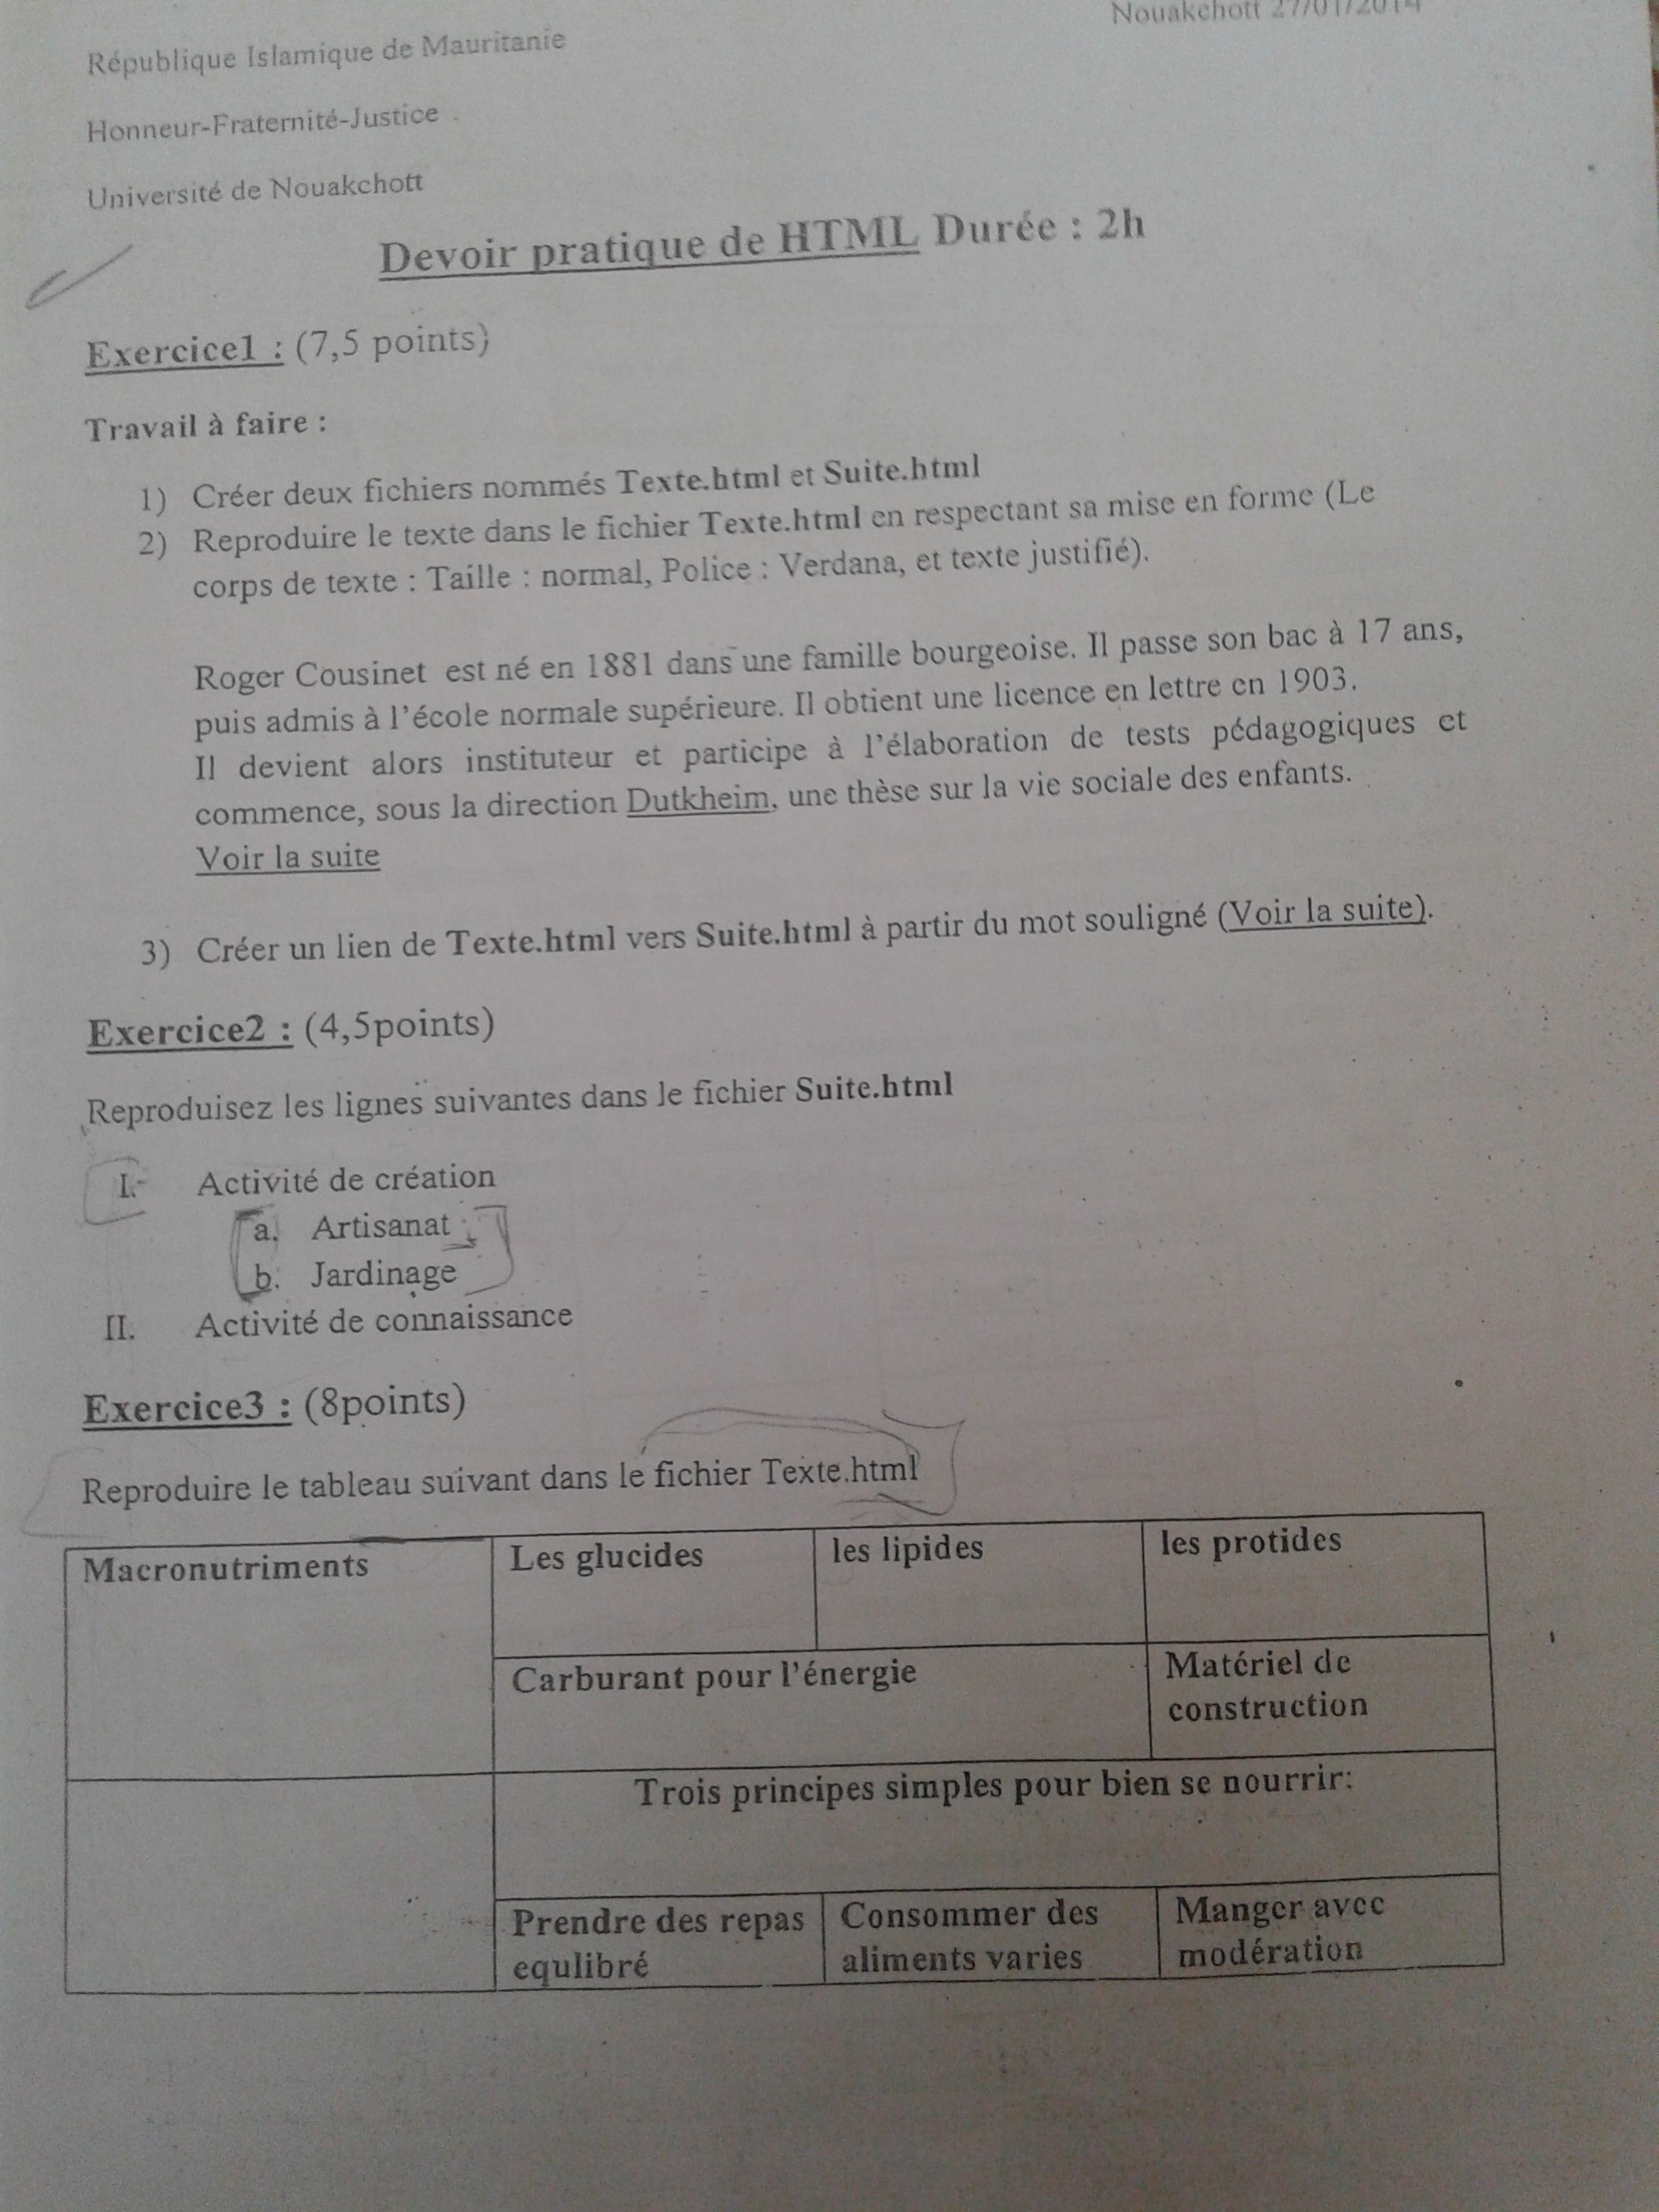 Nouakchott 27/01/2014
République Islamique de Mauritanie
Honneur-Fraternité-Justice
Université de Nouakchott
Devoir pratique de HTML Durée : 2h
Exercice1 : (7,5 points)
Travail à faire :
1) Créer deux fichiers nommés Texte.html et Suite.html
2) Reproduire le texte dans le fichier Texte.html en respectant sa mise en forme (Le
corps de texte : Taille : normal, Police : Verdana, et texte justifié).
Roger Cousinet est né en 1881 dans une famille bourgeoise. Il passe son bac à 17 ans,
puis admis à l'école normale supérieure. Il obtient une licence en lettre en 1903.
Il devient alors instituteur et participe à l'élaboration de tests pédagogiques et
commence, sous la direction Dutkheim, une thèse sur la vie sociale des enfants.
Voir la suite
3) Créer un lien de Texte.html vers Suite.html à partir du mot souligné (Voir la suite).
Exercice2 : (4,5points)
Reproduisez les lignes suivantes dans le fichier Suite.html
I. Activité de création
a. Artisanat
b. Jardinage
II. Activité de connaissance
Exercice3 : (8points)
Reproduire le tableau suivant dans le fichier Texte.html
Macronutriments Les glucides les lipides les protides
Carburant pour l'énergie Matériel de
construction
Trois principes simples pour bien se nourrir:
Prendre des repas Consommer des Manger avec
equlibré aliments varies modération